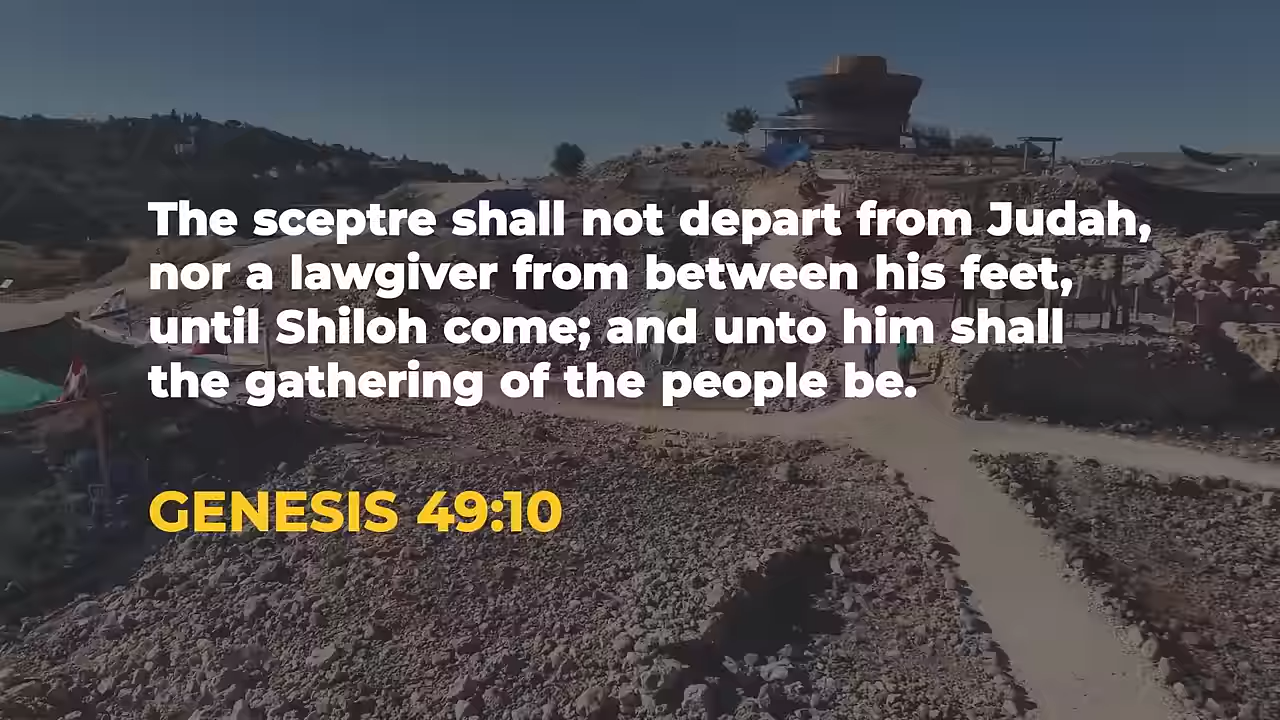 The sceptre shall not depart from Judah,
nor a lawgiver from between his feet,
until Shiloh come; and unto him shall
the gathering of the people be.
GENESIS 49:10